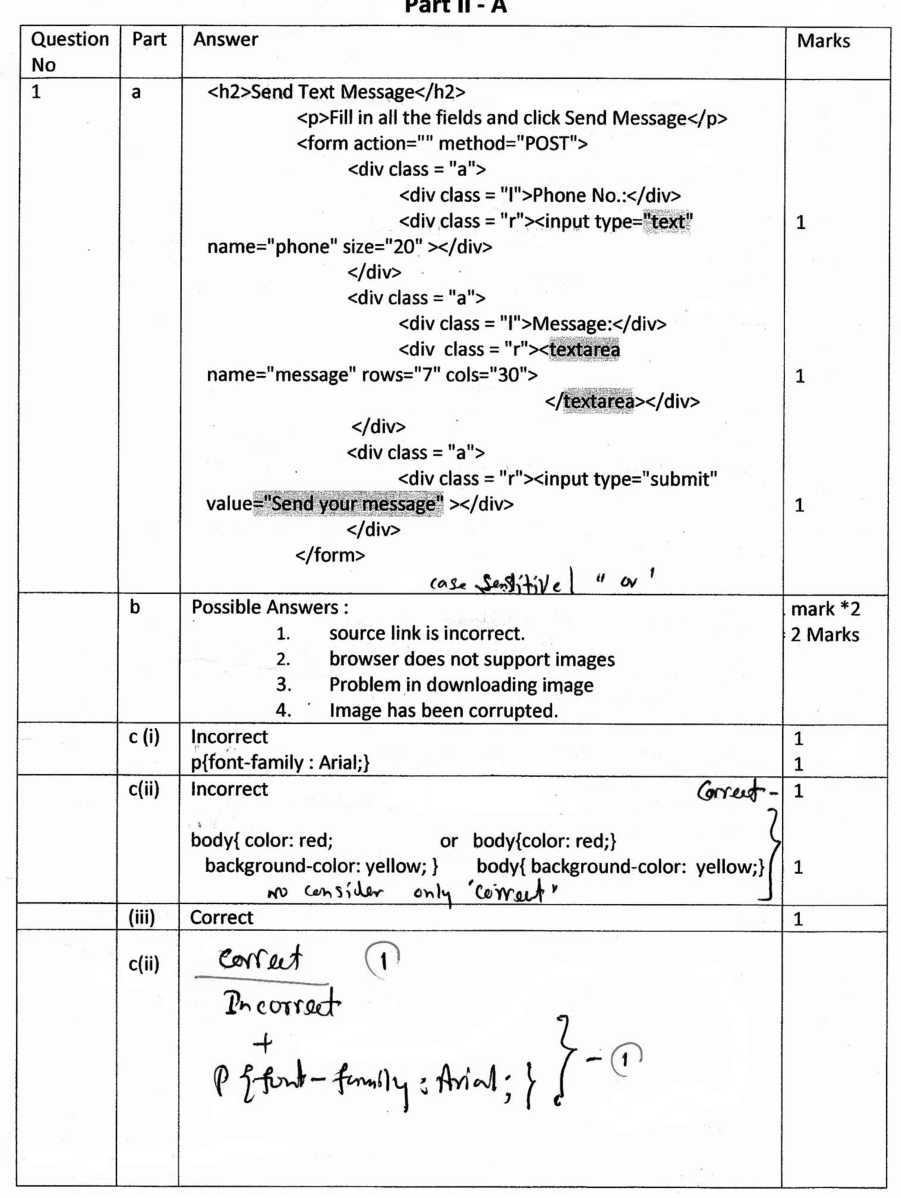 Part II - A
Question No Part Answer Marks
1 a <h2>Send Text Message</h2>
<p>Fill in all the fields and click Send Message</p>
<form action="" method="POST">
<div class = "a">
<div class = "l">Phone No.:</div>
<div class = "r"><input type="text" 1
name="phone" size="20" ></div>
</div>
<div class = "a">
<div class = "l">Message:</div>
<div class = "r"><textarea
name="message" rows="7" cols="30"> 1
</textarea></div>
</div>
<div class = "a">
<div class = "r"><input type="submit"
value="Send your message" ></div> 1
</div>
</form>
case Sensitive | " or '
b Possible Answers : mark *2
1. source link is incorrect. 2 Marks
2. browser does not support images
3. Problem in downloading image
4. Image has been corrupted.
c (i) Incorrect 1
p{font-family : Arial;} 1
c(ii) Incorrect Correct - 1
body{ color: red; or body{color: red;}
background-color: yellow; } body{ background-color: yellow;} 1
no consider only "correct"
(iii) Correct 1
c(ii) Correct 1
Incorrect
+
P {font-family : Arial; } } - 1